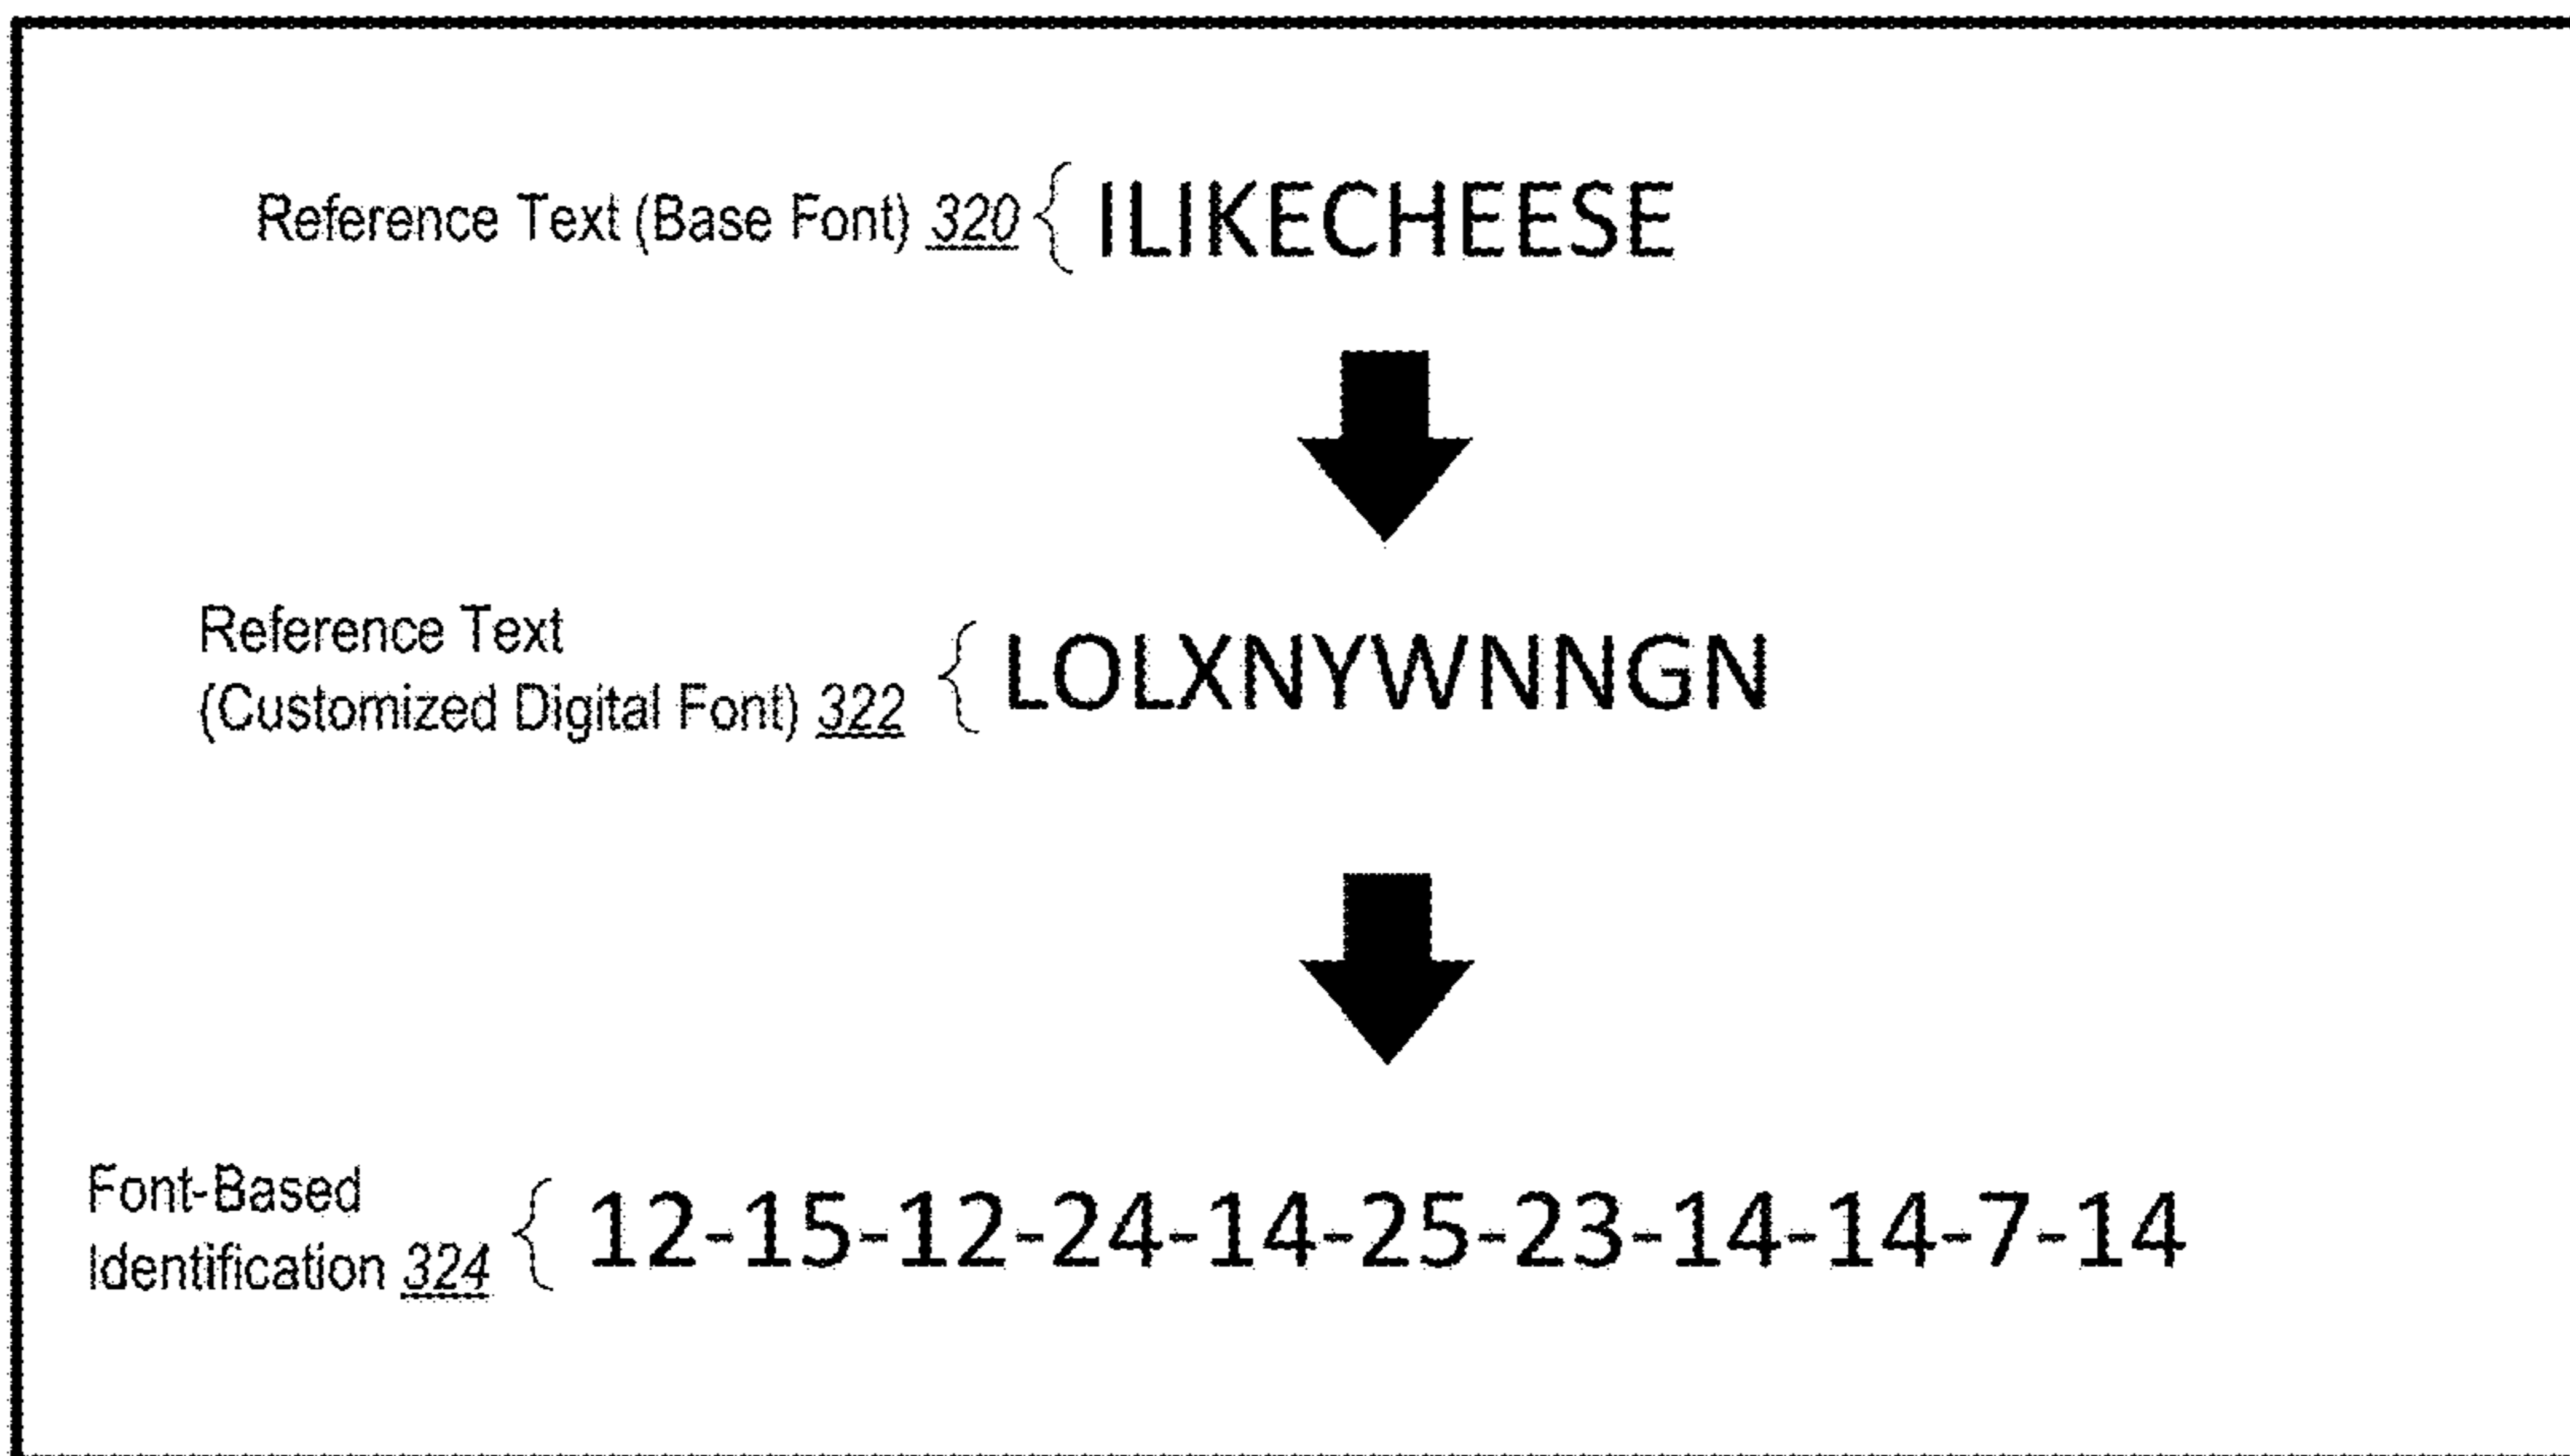 Reference Text (Base Font) 320 { ILIKECHEESE
Reference Text
(Customized Digital Font) 322 { LOLXNYWNNGN
Font-Based
Identification 324 { 12-15-12-24-14-25-23-14-14-7-14